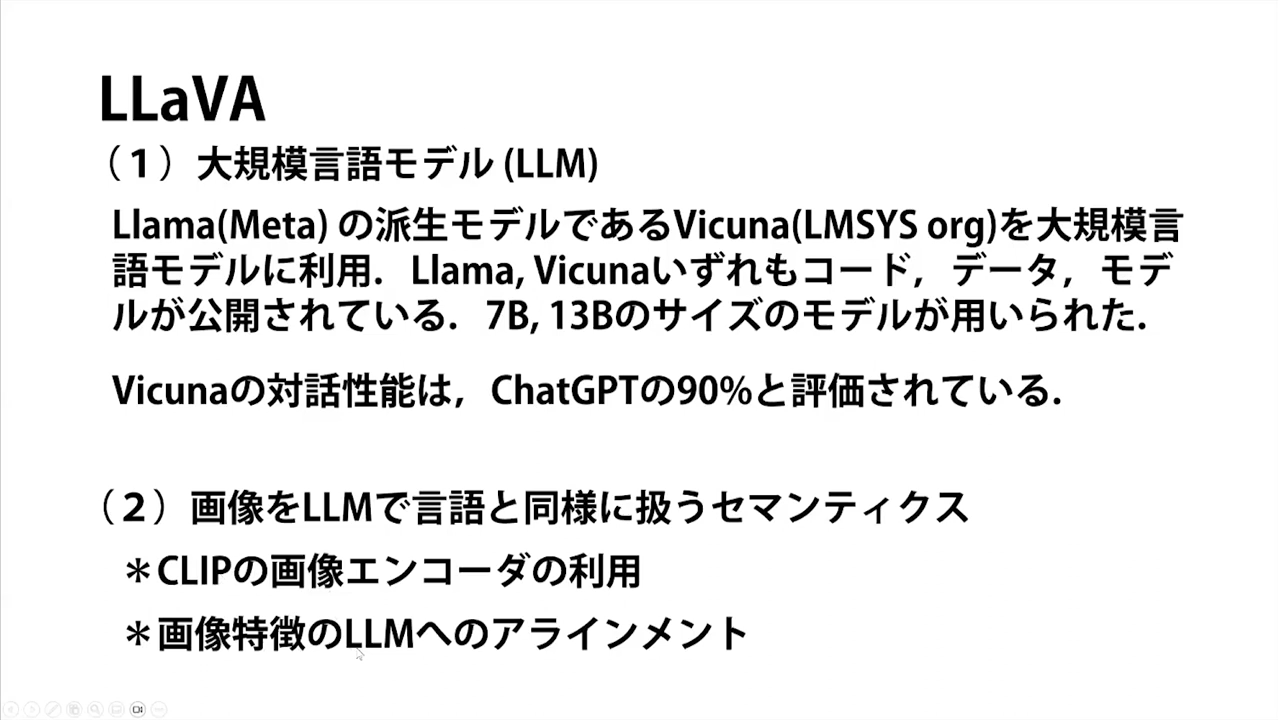 LLaVA
（１）大規模言語モデル (LLM)
Llama(Meta) の派生モデルであるVicuna(LMSYS org)を大規模言
語モデルに利用．Llama, Vicunaいずれもコード，データ，モデ
ルが公開されている．7B, 13Bのサイズのモデルが用いられた.
Vicunaの対話性能は，ChatGPTの90%と評価されている.
（２）画像をLLMで言語と同様に扱うセマンティクス
＊CLIPの画像エンコーダの利用
＊画像特徴のLLMへのアラインメント